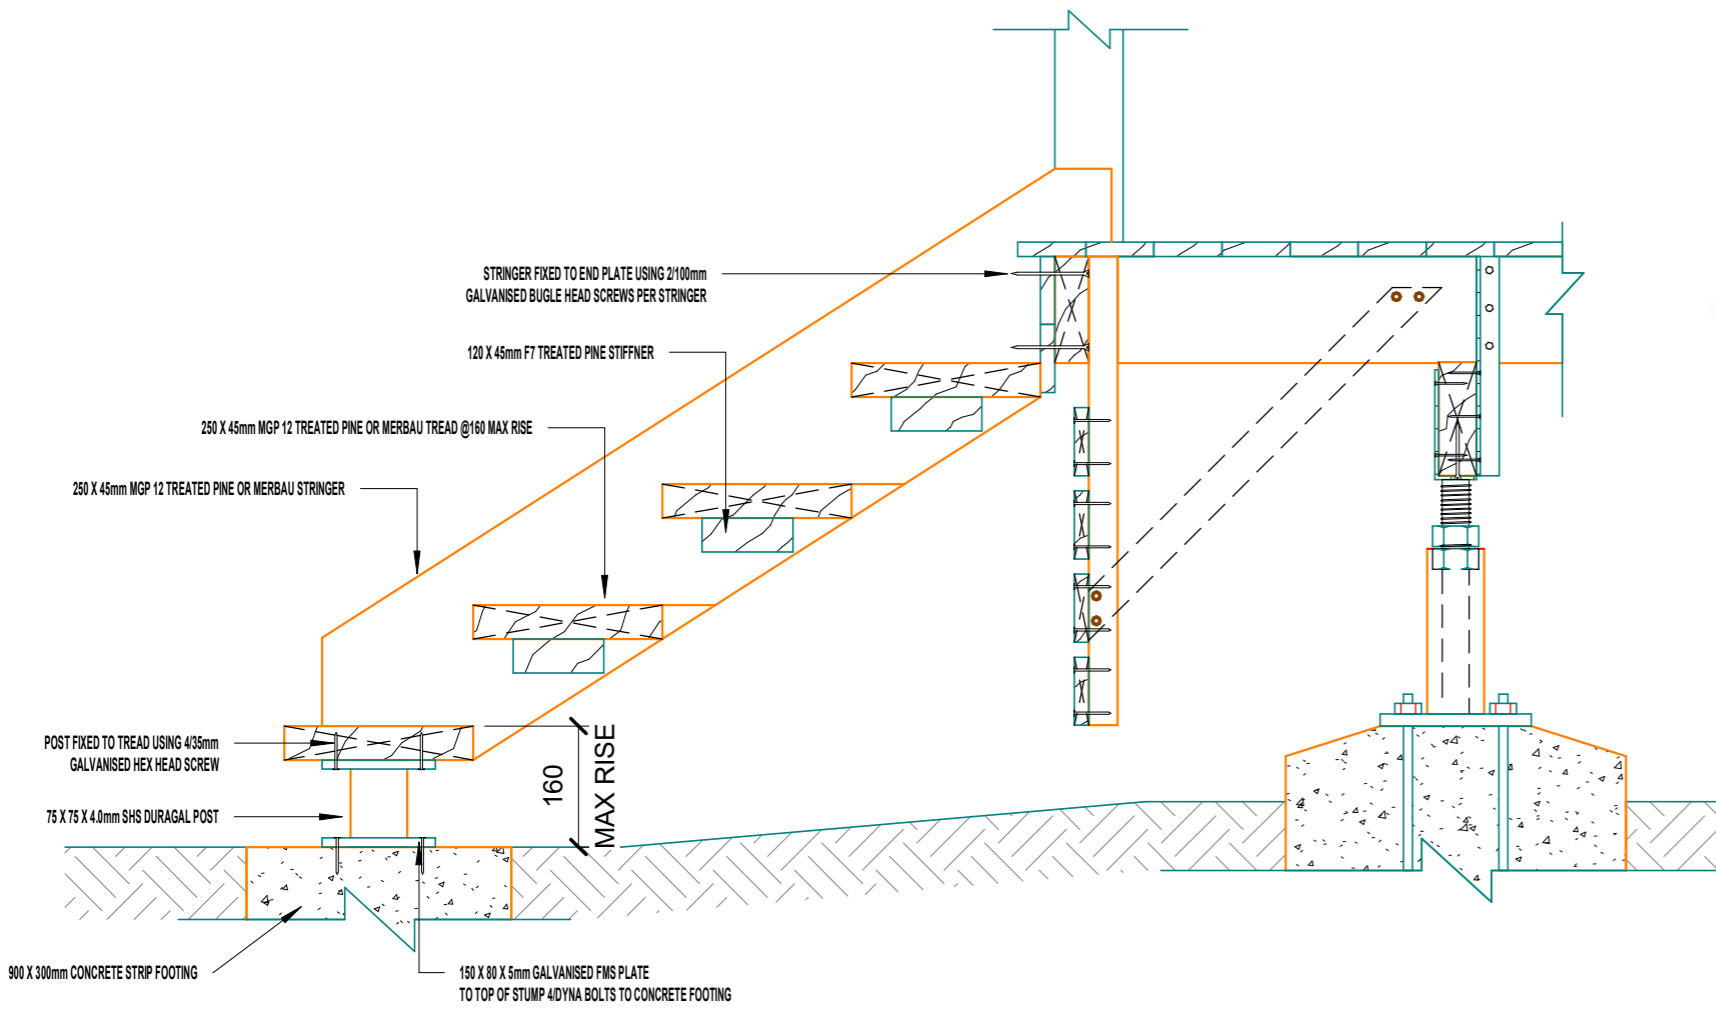 STRINGER FIXED TO END PLATE USING 2/100mm
GALVANISED BUGLE HEAD SCREWS PER STRINGER
120 X 45mm F7 TREATED PINE STIFFNER
250 X 45mm MGP 12 TREATED PINE OR MERBAU TREAD @160 MAX RISE
250 X 45mm MGP 12 TREATED PINE OR MERBAU STRINGER
POST FIXED TO TREAD USING 4/35mm
GALVANISED HEX HEAD SCREW
160
MAX RISE
75 X 75 X 4.0mm SHS DURAGAL POST
900 X 300mm CONCRETE STRIP FOOTING
150 X 80 X 5mm GALVANISED FMS PLATE
TO TOP OF STUMP 4/DYNA BOLTS TO CONCRETE FOOTING